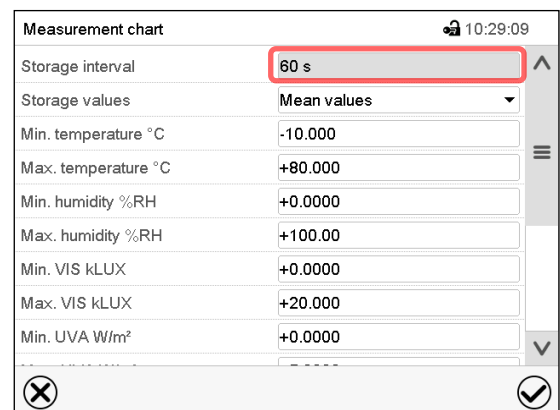 Measurement chart 10:29:09
Storage interval 60 s
Storage values Mean values
Min. temperature °C -10.000
Max. temperature °C +80.000
Min. humidity %RH +0.0000
Max. humidity %RH +100.00
Min. VIS kLUX +0.0000
Max. VIS kLUX +20.000
Min. UVA W/m² +0.0000